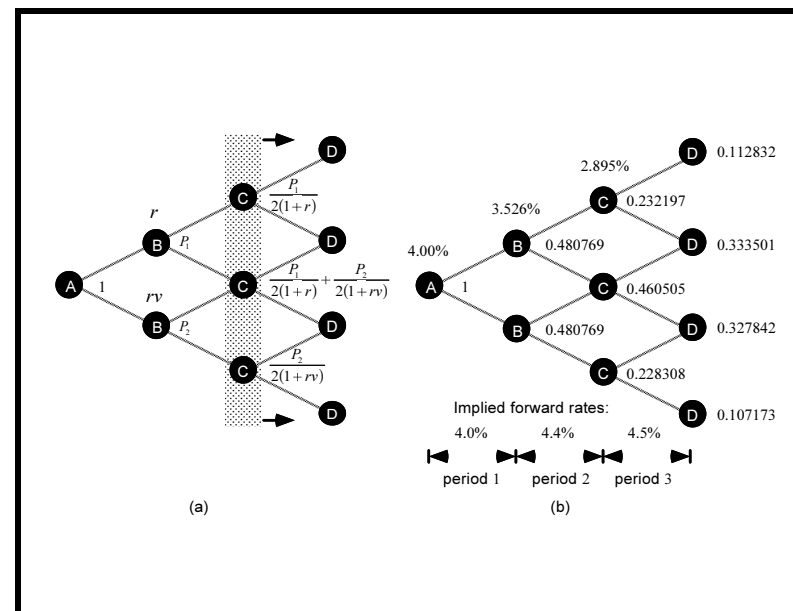 D
C
P₁
2(1+r)
r
B
P₁
D
A
1
C
P₁ + P₂
2(1+r) 2(1+rv)
rv
B
P₂
D
C
P₂
2(1+rv)
D
(a)
D 0.112832
2.895%
C 0.232197
3.526%
B 0.480769
D 0.333501
4.00%
A 1
C 0.460505
B 0.480769
D 0.327842
C 0.228308
D 0.107173
Implied forward rates:
4.0% 4.4% 4.5%
period 1 period 2 period 3
(b)